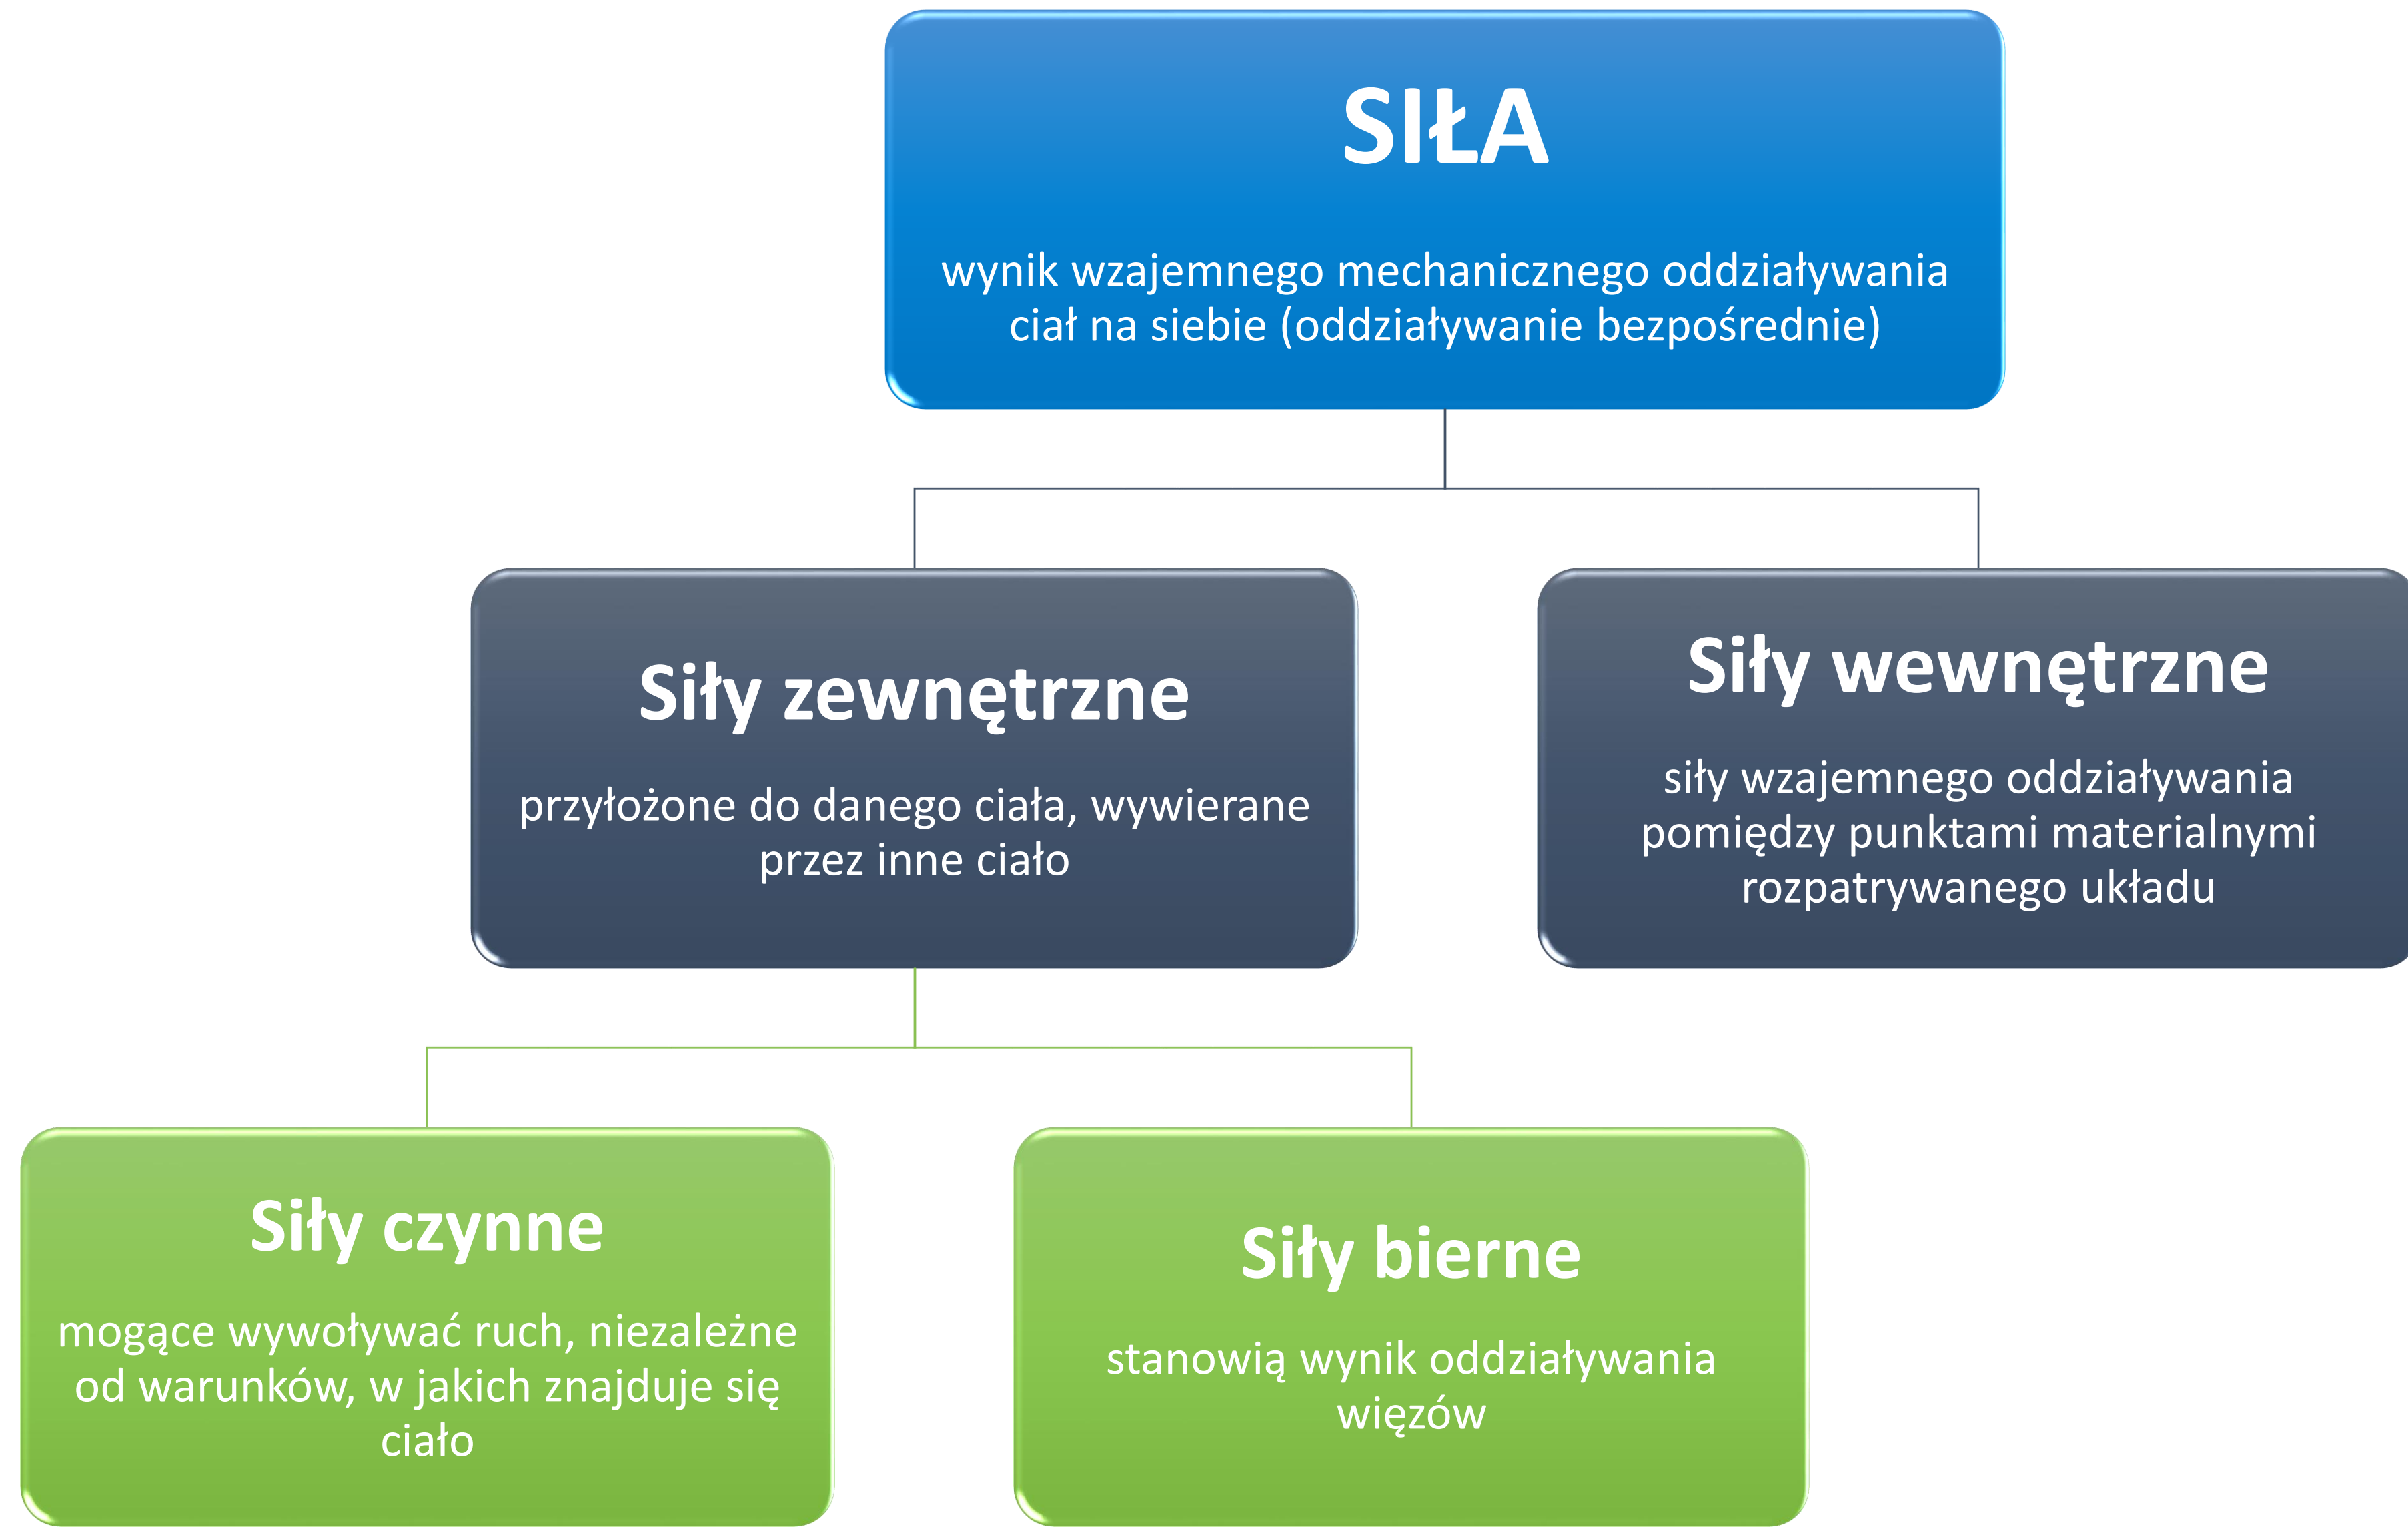 SIŁA
wynik wzajemnego mechanicznego oddziaływania
ciał na siebie (oddziaływanie bezpośrednie)
Siły zewnętrzne
przyłożone do danego ciała, wywierane
przez inne ciało
Siły wewnętrzne
siły wzajemnego oddziaływania
pomiędzy punktami materialnymi
rozpatrywanego układu
Siły czynne
mogące wywoływać ruch, niezależne
od warunków, w jakich znajduje się
ciało
Siły bierne
stanowią wynik oddziaływania
więzów